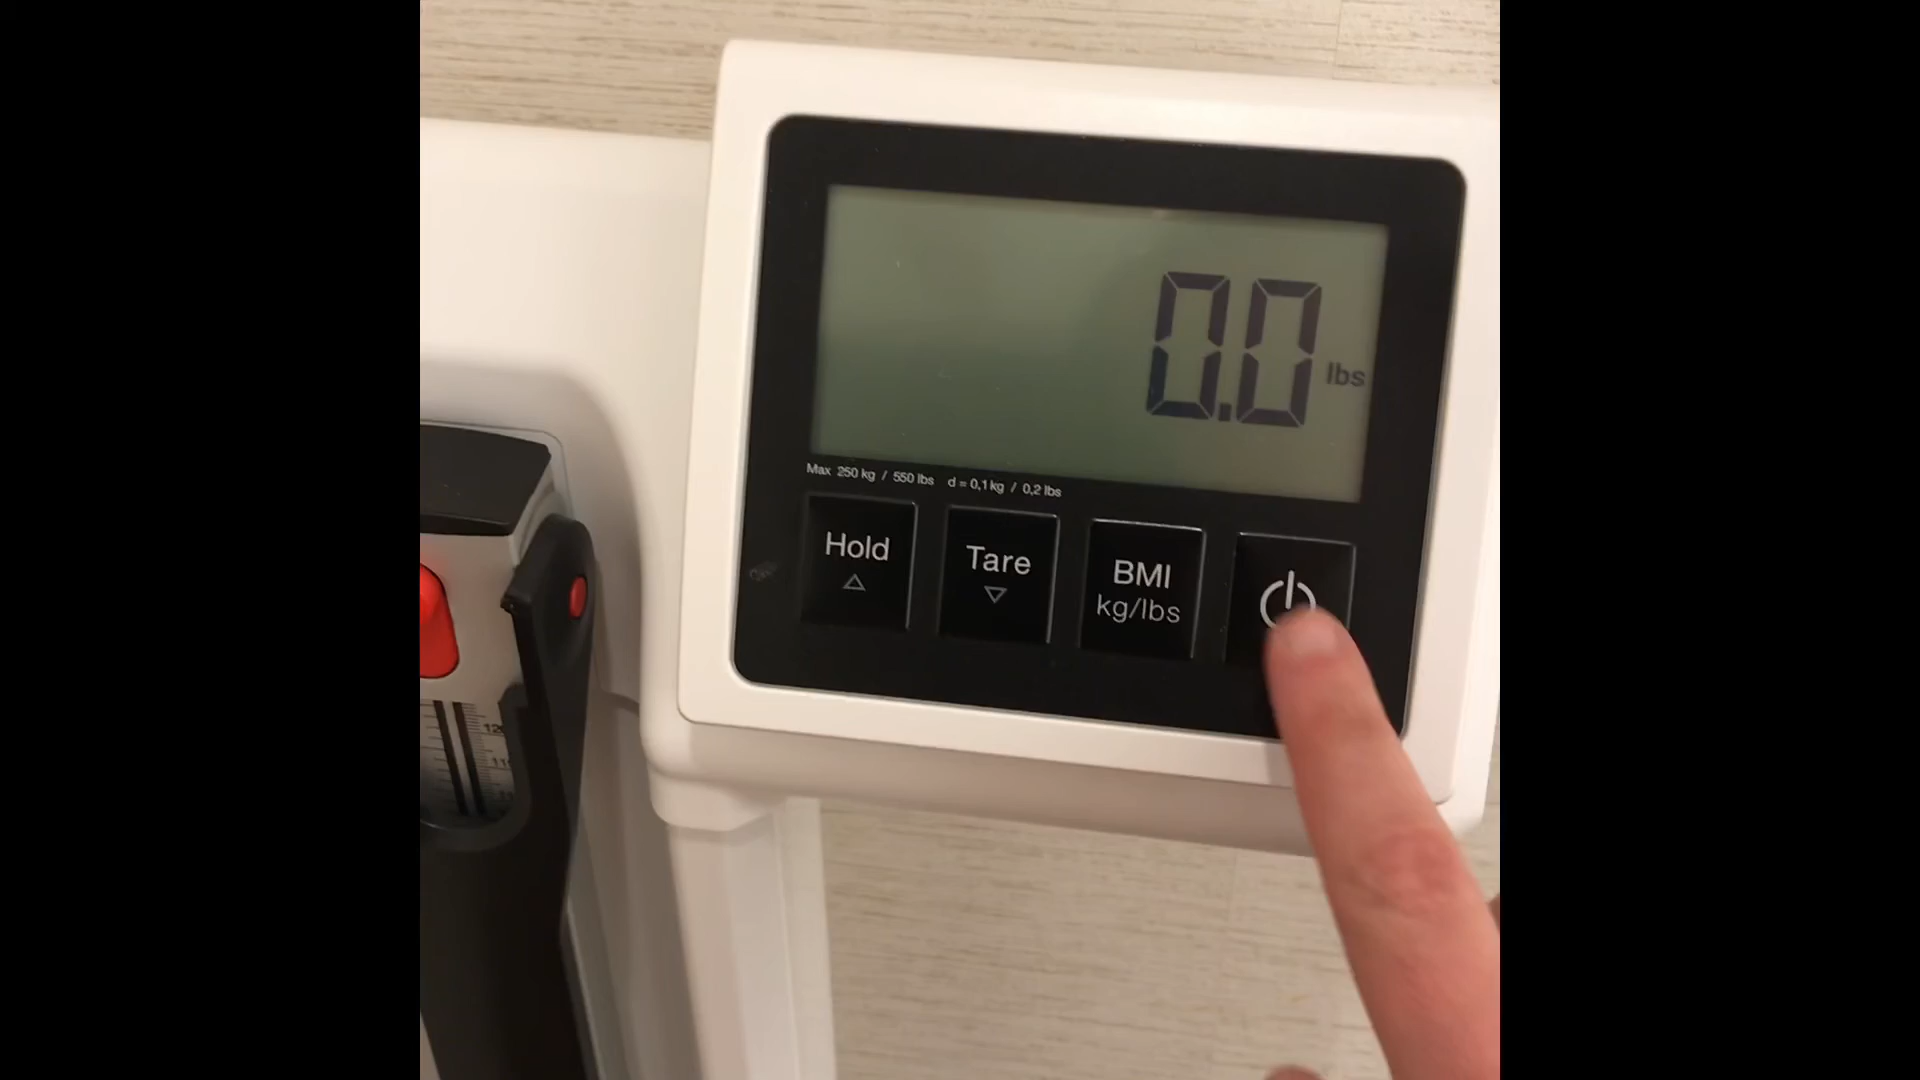 0.0 lbs
Max 250 kg / 550 lbs d = 0,1 kg / 0,2 lbs
Hold
Tare
BMI
kg/lbs
120